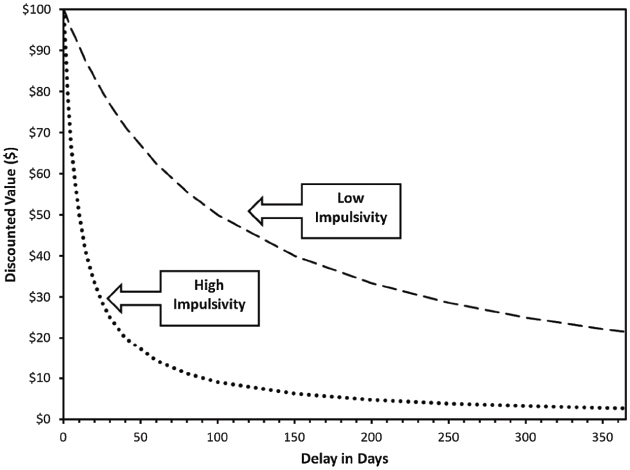 $100
$90
$80
$70
$60
$50
$40
$30
$20
$10
$0
Discounted Value ($)
Low
Impulsivity
High
Impulsivity
0 50 100 150 200 250 300 350
Delay in Days